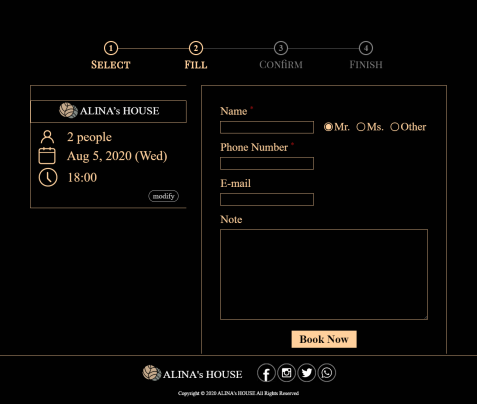 1 2 3 4
SELECT FILL CONFIRM FINISH
ALINA's HOUSE
2 people
Aug 5, 2020 (Wed)
18:00
modify
Name *
Mr. Ms. Other
Phone Number *
E-mail
Note
Book Now
ALINA's HOUSE
Copyright © 2020 ALINA's HOUSE All Rights Reserved